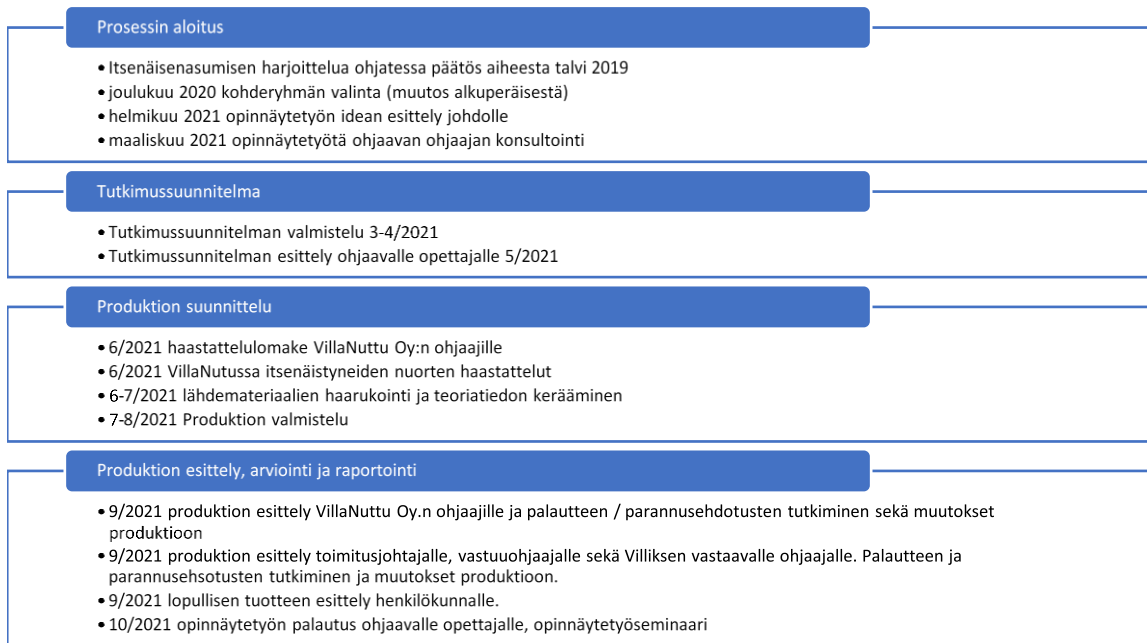 Prosessin aloitus
• Itsenäisenasumisen harjoittelua ohjatessa päätös aiheesta talvi 2019
• joulukuu 2020 kohderyhmän valinta (muutos alkuperäisestä)
• helmikuu 2021 opinnäytetyön idean esittely johdolle
• maaliskuu 2021 opinnäytetyötä ohjaavan ohjaajan konsultointi
Tutkimussuunnitelma
• Tutkimussuunnitelman valmistelu 3-4/2021
• Tutkimussunnitelman esittely ohjaavalle opettajalle 5/2021
Produktion suunnittelu
• 6/2021 haastattelulomake VillaNuttu Oy:n ohjaajille
• 6/2021 VillaNutussa itsenäistyneiden nuorten haastattelut
• 6-7/2021 lähdemateriaalien haarukointi ja teoriatiedon kerääminen
• 7-8/2021 Produktion valmistelu
Produktion esittely, arviointi ja raportointi
• 9/2021 produktion esittely VillaNuttu Oy.n ohjaajille ja palautteen / parannusehdotusten tutkiminen sekä muutokset
produktioon
• 9/2021 produktion esittely toimitusjohtajalle, vastuuohjaajalle sekä Villiksen vastaavalle ohjaajalle. Palautteen ja
parannusehsotusten tutkiminen ja muutokset produktioon.
• 9/2021 lopullisen tuotteen esittely henkilökunnalle.
• 10/2021 opinnäytetyön palautus ohjaavalle opettajalle, opinnäytetyöseminaari